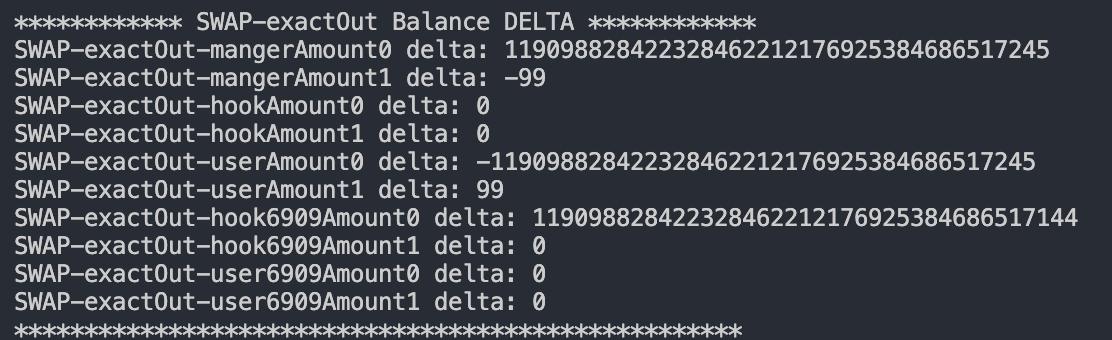 ************ SWAP-exactOut Balance DELTA ************
SWAP-exactOut-mangerAmount0 delta: 119098828422328462212176925384686517245
SWAP-exactOut-mangerAmount1 delta: -99
SWAP-exactOut-hookAmount0 delta: 0
SWAP-exactOut-hookAmount1 delta: 0
SWAP-exactOut-userAmount0 delta: -119098828422328462212176925384686517245
SWAP-exactOut-userAmount1 delta: 99
SWAP-exactOut-hook6909Amount0 delta: 119098828422328462212176925384686517144
SWAP-exactOut-hook6909Amount1 delta: 0
SWAP-exactOut-user6909Amount0 delta: 0
SWAP-exactOut-user6909Amount1 delta: 0
****************************************************